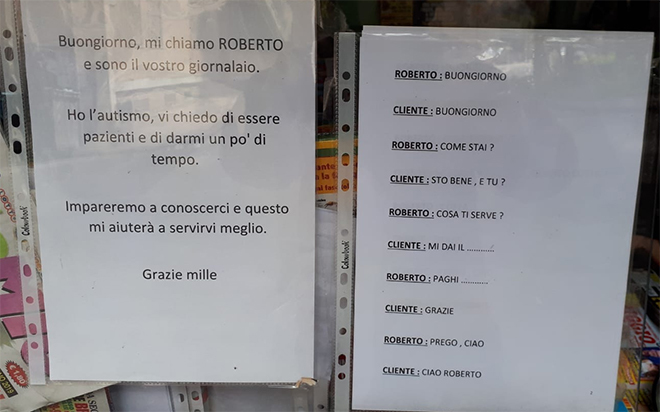 Buongiorno, mi chiamo ROBERTO
e sono il vostro giornalaio.
Ho l'autismo, vi chiedo di essere
pazienti e di darmi un po' di
tempo.
Impareremo a conoscerci e questo
mi aiuterà a servirvi meglio.
Grazie mille
ROBERTO : BUONGIORNO
CLIENTE : BUONGIORNO
ROBERTO : COME STAI ?
CLIENTE : STO BENE , E TU ?
ROBERTO : COSA TI SERVE ?
CLIENTE : MI DAI IL ...........
ROBERTO : PAGHI ...........
CLIENTE : GRAZIE
ROBERTO : PREGO , CIAO
CLIENTE : CIAO ROBERTO
€ 1,80